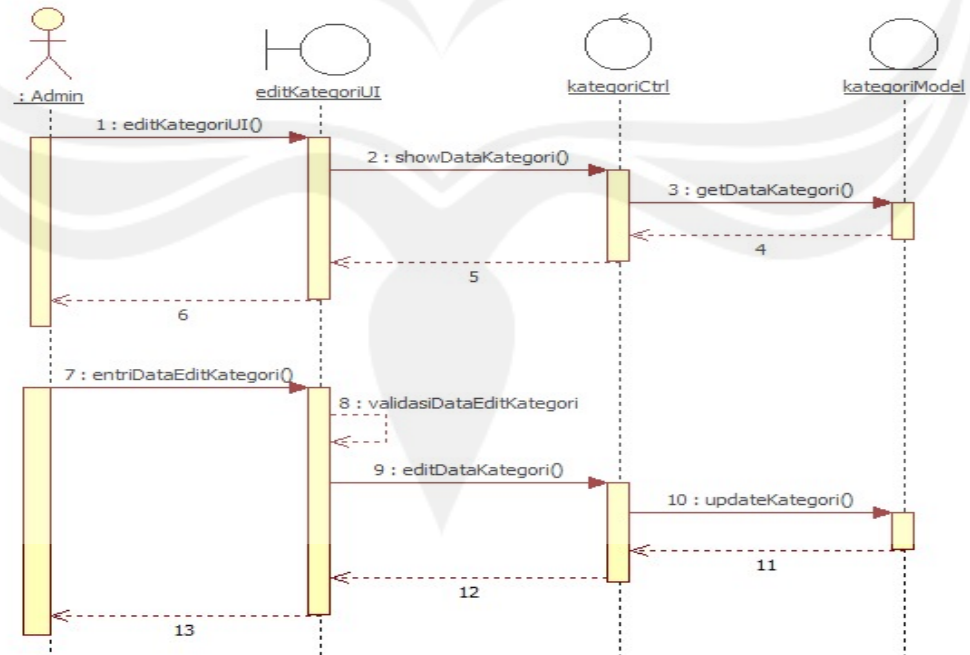 : Admin
editKategoriUI
kategoriCtrl
kategoriModel
1 : editKategoriUI()
2 : showDataKategori()
3 : getDataKategori()
4
5
6
7 : entriDataEditKategori()
8 : validasiDataEditKategori
9 : editDataKategori()
10 : updateKategori()
11
12
13